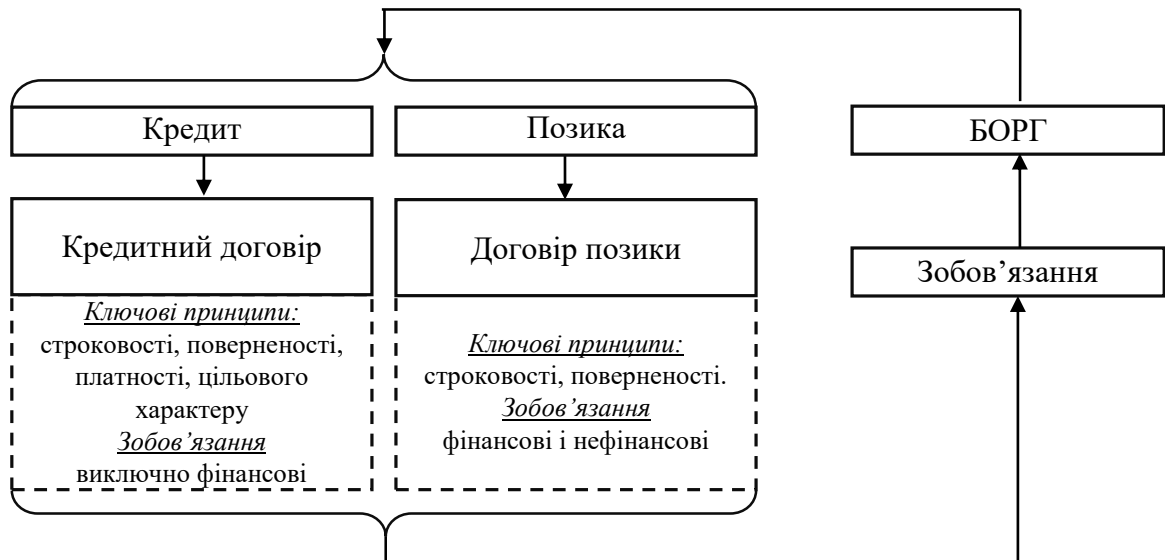 Кредит
Позика
БОРГ
Кредитний договір
Договір позики
Зобов’язання
Ключові принципи:
строковості, поверненості,
платності, цільового
характеру
Зобов’язання
виключно фінансові
Ключові принципи:
строковості, поверненості.
Зобов’язання
фінансові і нефінансові